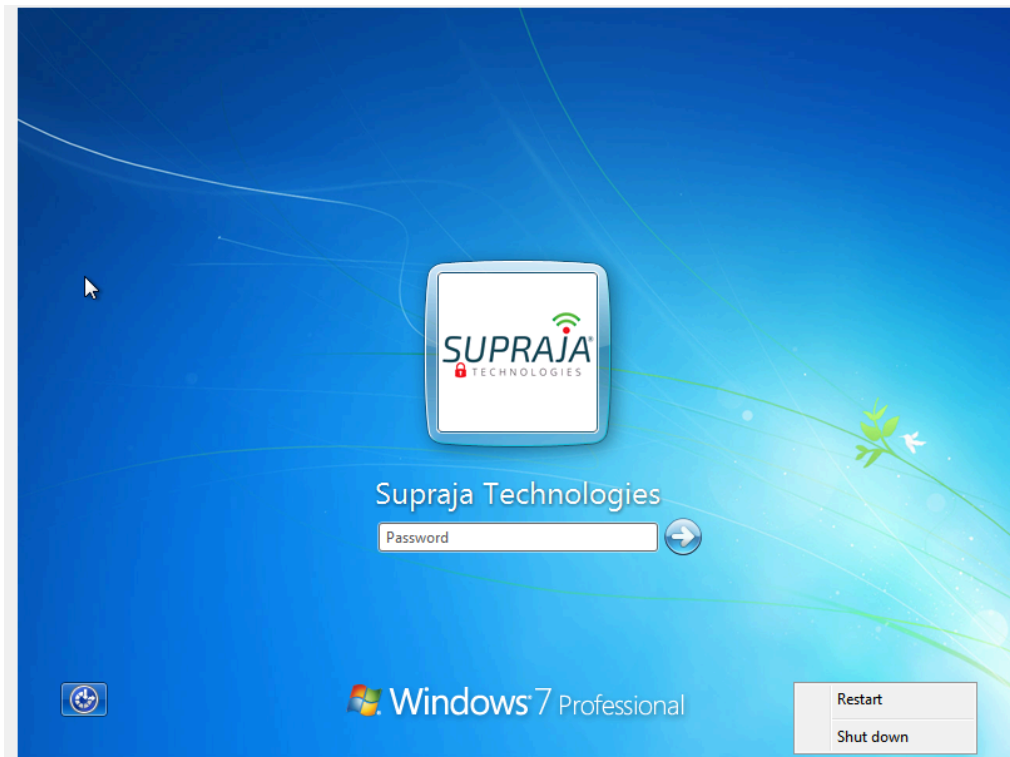 SUPRAJA®
TECHNOLOGIES
Supraja Technologies
Password
Windows® 7 Professional
Restart
Shut down